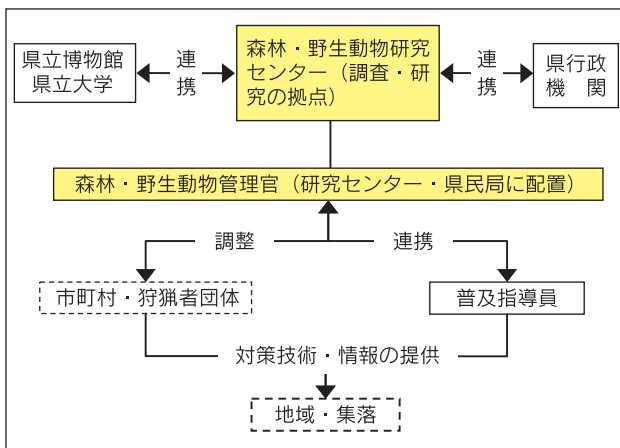 県立博物館
県立大学
連
携
森林・野生動物研究
センター（調査・研
究の拠点）
連
携
県行政
機　関
森林・野生動物管理官（研究センター・県民局に配置）
調整
連携
市町村・狩猟者団体
普及指導員
対策技術・情報の提供
地域・集落